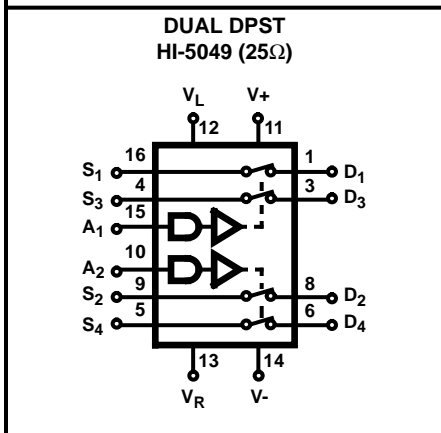 DUAL DPST
HI-5049 (25Ω)
VL V+
12 11
16 1
S1 D1
4 3
S3 D3
15
A1
10
A2
9 8
S2 D2
5 6
S4 D4
13 14
VR V-